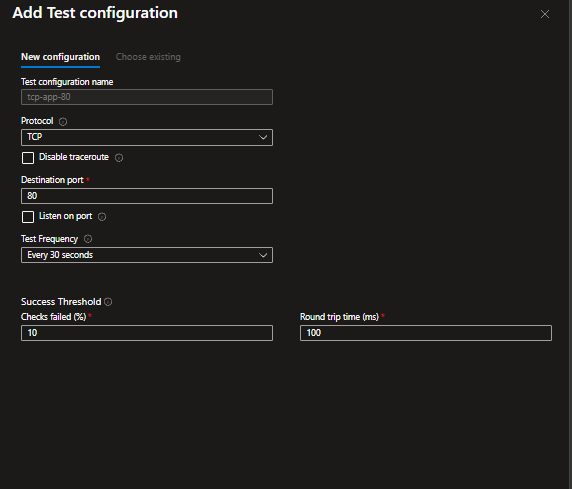 Add Test configuration
New configuration Choose existing
Test configuration name
tcp-app-80
Protocol
TCP
Disable traceroute
Destination port *
80
Listen on port
Test Frequency
Every 30 seconds
Success Threshold
Checks failed (%) * Round trip time (ms) *
10 100